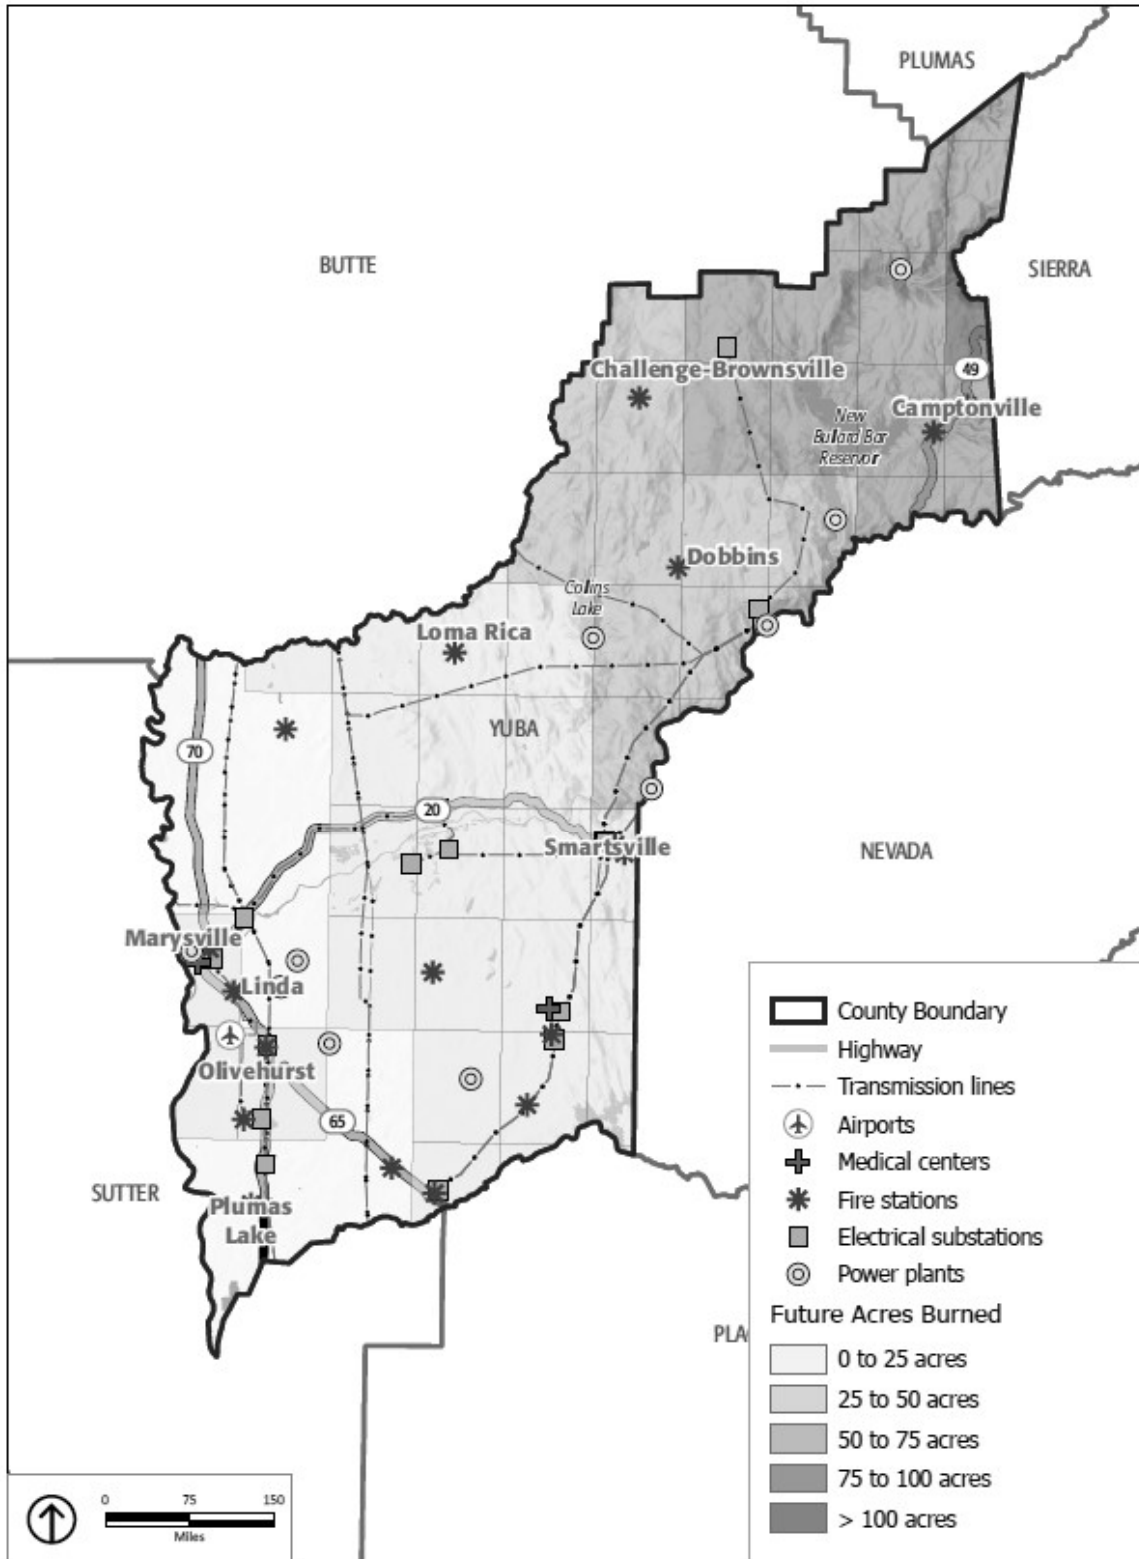 PLUMAS
BUTTE
SIERRA
Challenge-Brownsville
49
Camptonville
New
Bullard Bar
Reservoir
Dobbins
Collins
Lake
Loma Rica
YUBA
70
20
Smartsville
NEVADA
Marysville
Linda
Olivehurst
65
SUTTER
Plumas
Lake
PLA
County Boundary
Highway
Transmission lines
Airports
Medical centers
Fire stations
Electrical substations
Power plants
Future Acres Burned
0 to 25 acres
25 to 50 acres
50 to 75 acres
75 to 100 acres
> 100 acres
0 75 150
Miles